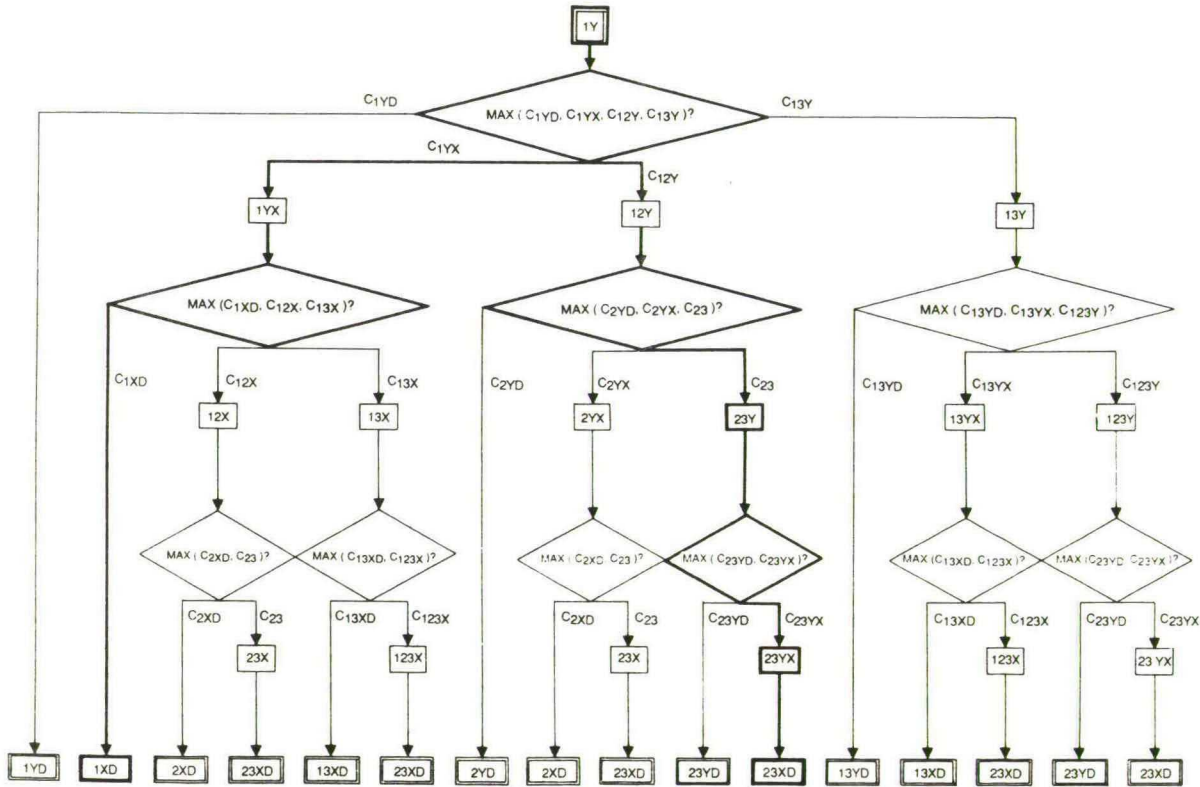 1Y
C1YD
MAX ( C1YD, C1YX, C12Y, C13Y)?
C13Y
C1YX
C12Y
1YX
12Y
13Y
MAX (C1XD, C12X, C13X )?
MAX (C2YD, C2YX, C23)?
MAX (C13YD, C13YX, C123Y)?
C1XD
C12X
C13X
C2YD
C2YX
C23
C13YD
C13YX
C123Y
12X
13X
2YX
23Y
13YX
123Y
MAX ( C2XD, C23)?
MAX ( C13XD, C123X)?
MAX (C2XD, C23)?
MAX (C23YD, C23YX)?
MAX (C13XD, C123X)?
MAX (C23YD, C23YX)?
C2XD
C23
C13XD
C123X
C2XD
C23
C23YD
C23YX
C13XD
C123X
C23YD
C23YX
23X
123X
23X
23YX
123X
23 YX
1YD
1XD
2XD
23XD
13XD
23XD
2YD
2XD
23XD
23YD
23XD
13YD
13XD
23XD
23YD
23XD